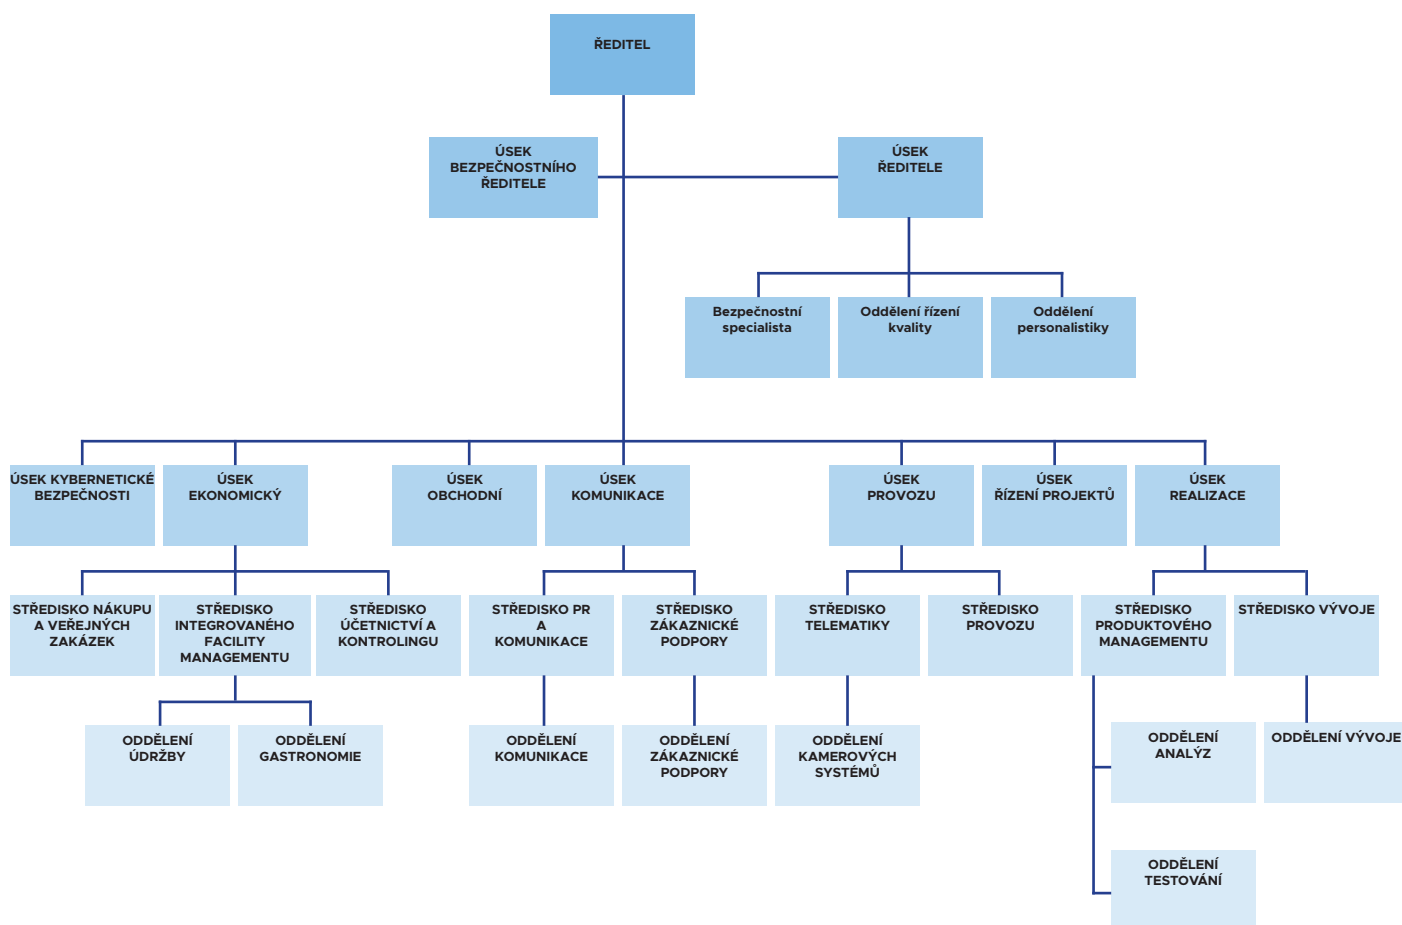 ŘEDITEL
ÚSEK
BEZPEČNOSTNÍHO
ŘEDITELE
ÚSEK
ŘEDITELE
Bezpečnostní
specialista
Oddělení řízení
kvality
Oddělení
personalistiky
ÚSEK KYBERNETICKÉ
BEZPEČNOSTI
ÚSEK
EKONOMICKÝ
ÚSEK
OBCHODNÍ
ÚSEK
KOMUNIKACE
ÚSEK
PROVOZU
ÚSEK
ŘÍZENÍ PROJEKTŮ
ÚSEK
REALIZACE
STŘEDISKO NÁKUPU
A VEŘEJNÝCH
ZAKÁZEK
STŘEDISKO
INTEGROVANÉHO
FACILITY
MANAGEMENTU
STŘEDISKO
ÚČETNICTVÍ A
KONTROLINGU
STŘEDISKO PR
A
KOMUNIKACE
STŘEDISKO
ZÁKAZNICKÉ
PODPORY
STŘEDISKO
TELEMATIKY
STŘEDISKO
PROVOZU
STŘEDISKO
PRODUKTOVÉHO
MANAGEMENTU
STŘEDISKO VÝVOJE
ODDĚLENÍ
ÚDRŽBY
ODDĚLENÍ
GASTRONOMIE
ODDĚLENÍ
KOMUNIKACE
ODDĚLENÍ
ZÁKAZNICKÉ
PODPORY
ODDĚLENÍ
KAMEROVÝCH
SYSTÉMŮ
ODDĚLENÍ
ANALÝZ
ODDĚLENÍ VÝVOJE
ODDĚLENÍ
TESTOVÁNÍ